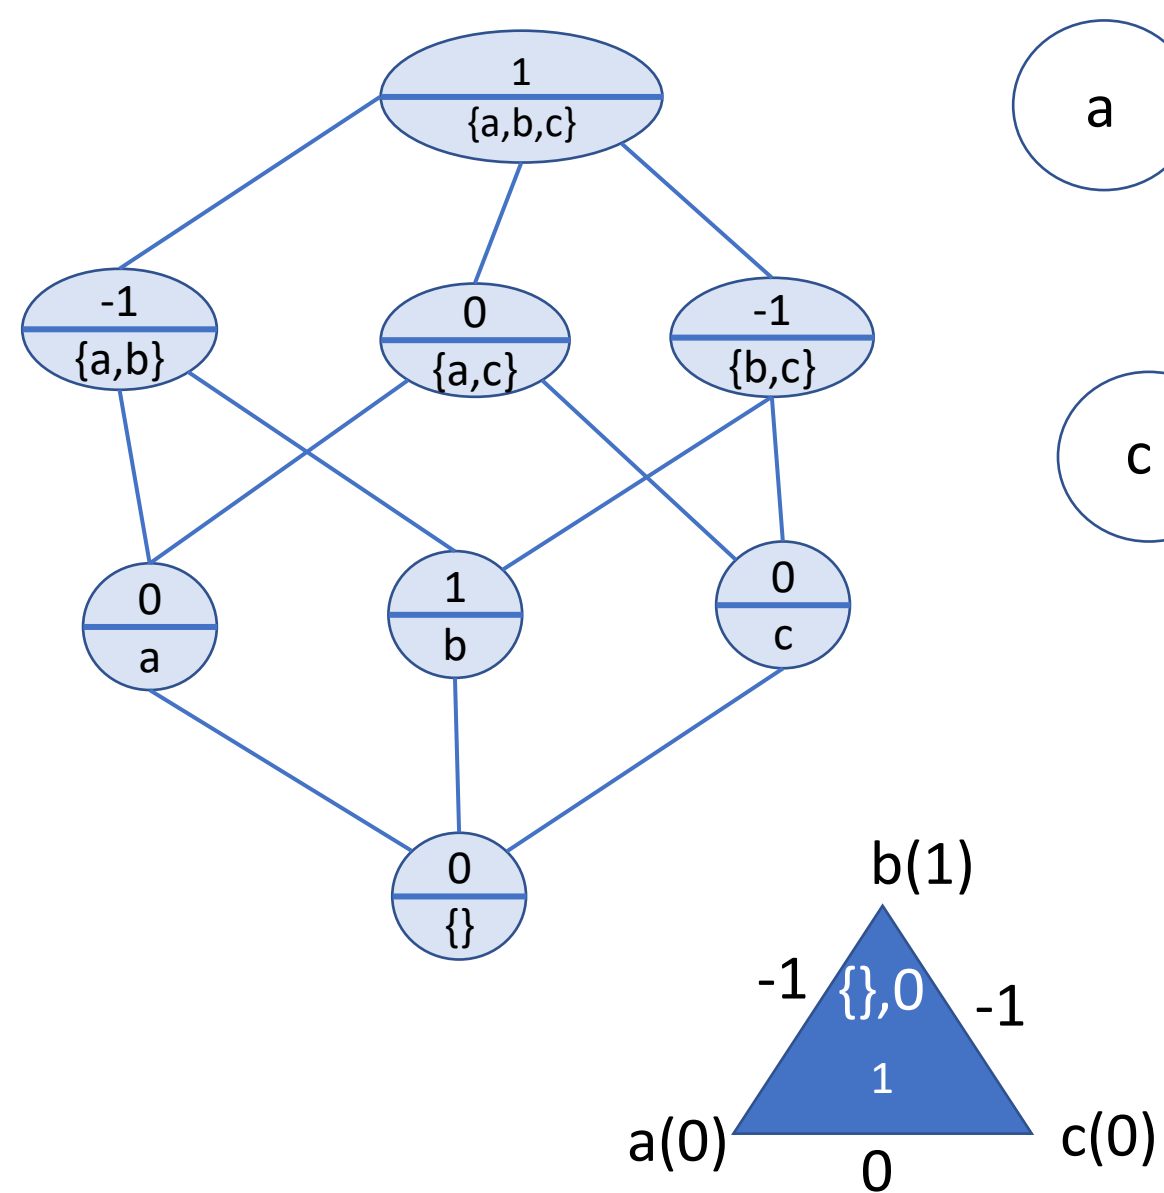 1
{a,b,c}
a
-1
{a,b}
0
{a,c}
-1
{b,c}
c
0
a
1
b
0
c
0
{}
b(1)
-1
{},0
-1
1
a(0)
c(0)
0